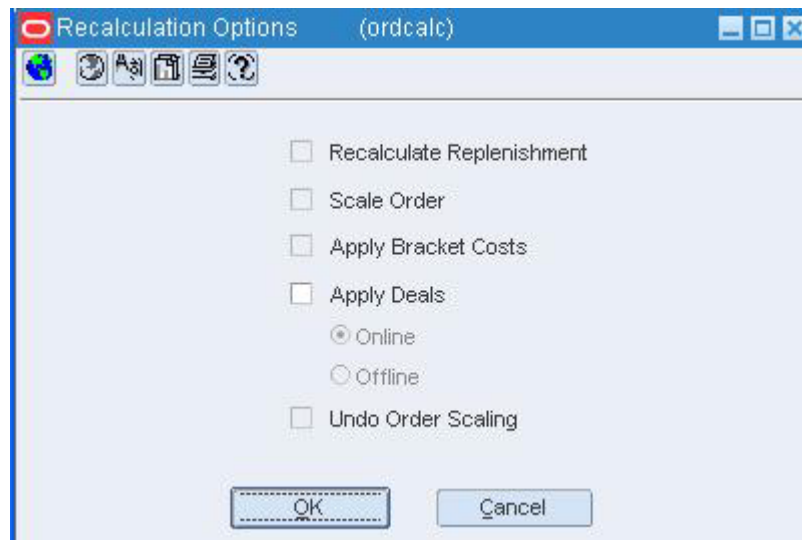 Recalculation Options (ordcalc)
Recalculate Replenishment
Scale Order
Apply Bracket Costs
Apply Deals
Online
Offline
Undo Order Scaling
OK Cancel